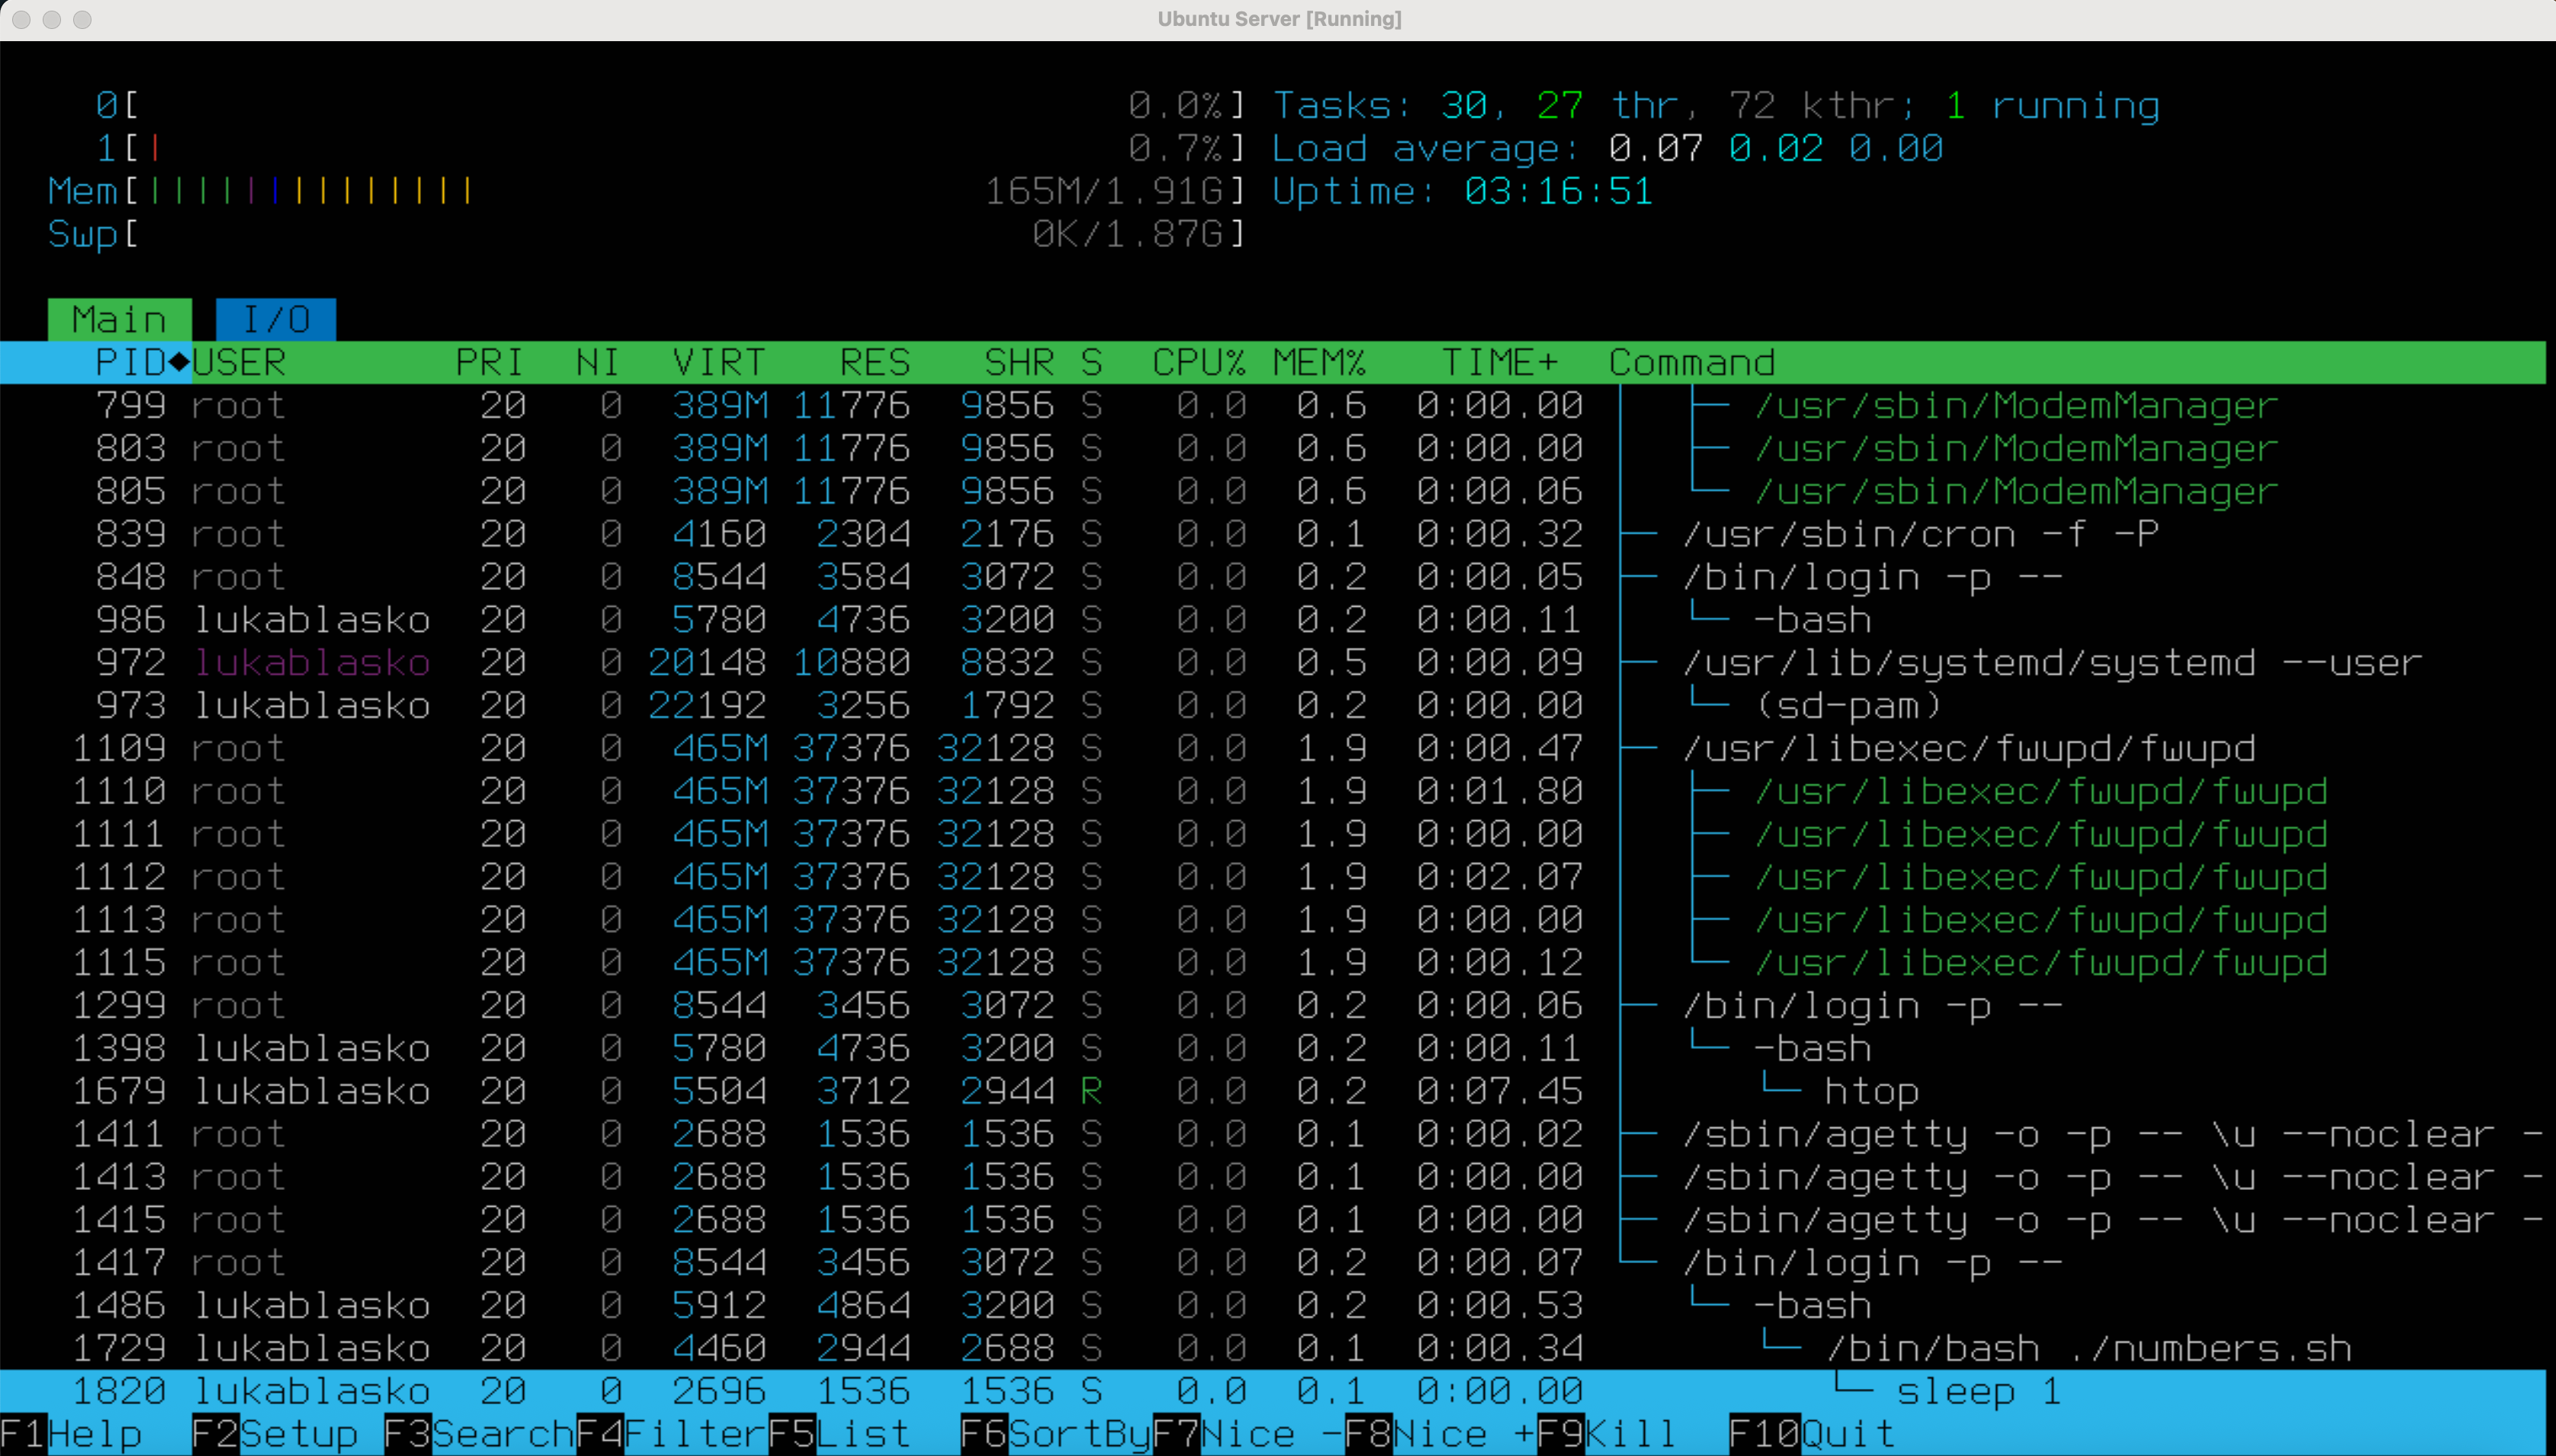 Ubuntu Server [Running]
0[ 0.0%] Tasks: 30, 27 thr, 72 kthr; 1 running
1[| 0.7%] Load average: 0.07 0.02 0.00
Mem[|||||||||||||| 165M/1.91G] Uptime: 03:16:51
Swp[ 0K/1.87G]
Main I/O
PID◆USER PRI NI VIRT RES SHR S CPU% MEM% TIME+ Command
799 root 20 0 389M 11776 9856 S 0.0 0.6 0:00.00 │ ├─ /usr/sbin/ModemManager
803 root 20 0 389M 11776 9856 S 0.0 0.6 0:00.00 │ ├─ /usr/sbin/ModemManager
805 root 20 0 389M 11776 9856 S 0.0 0.6 0:00.06 │ └─ /usr/sbin/ModemManager
839 root 20 0 4160 2304 2176 S 0.0 0.1 0:00.32 ├─ /usr/sbin/cron -f -P
848 root 20 0 8544 3584 3072 S 0.0 0.2 0:00.05 ├─ /bin/login -p --
986 lukablasko 20 0 5780 4736 3200 S 0.0 0.2 0:00.11 │ └─ -bash
972 lukablasko 20 0 20148 10880 8832 S 0.0 0.5 0:00.09 ├─ /usr/lib/systemd/systemd --user
973 lukablasko 20 0 22192 3256 1792 S 0.0 0.2 0:00.00 │ └─ (sd-pam)
1109 root 20 0 465M 37376 32128 S 0.0 1.9 0:00.47 ├─ /usr/libexec/fwupd/fwupd
1110 root 20 0 465M 37376 32128 S 0.0 1.9 0:01.80 │ ├─ /usr/libexec/fwupd/fwupd
1111 root 20 0 465M 37376 32128 S 0.0 1.9 0:00.00 │ ├─ /usr/libexec/fwupd/fwupd
1112 root 20 0 465M 37376 32128 S 0.0 1.9 0:02.07 │ ├─ /usr/libexec/fwupd/fwupd
1113 root 20 0 465M 37376 32128 S 0.0 1.9 0:00.00 │ ├─ /usr/libexec/fwupd/fwupd
1115 root 20 0 465M 37376 32128 S 0.0 1.9 0:00.12 │ └─ /usr/libexec/fwupd/fwupd
1299 root 20 0 8544 3456 3072 S 0.0 0.2 0:00.06 ├─ /bin/login -p --
1398 lukablasko 20 0 5780 4736 3200 S 0.0 0.2 0:00.11 │ └─ -bash
1679 lukablasko 20 0 5504 3712 2944 R 0.0 0.2 0:07.45 │ └─ htop
1411 root 20 0 2688 1536 1536 S 0.0 0.1 0:00.02 ├─ /sbin/agetty -o -p -- \u --noclear -
1413 root 20 0 2688 1536 1536 S 0.0 0.1 0:00.00 ├─ /sbin/agetty -o -p -- \u --noclear -
1415 root 20 0 2688 1536 1536 S 0.0 0.1 0:00.00 ├─ /sbin/agetty -o -p -- \u --noclear -
1417 root 20 0 8544 3456 3072 S 0.0 0.2 0:00.07 └─ /bin/login -p --
1486 lukablasko 20 0 5912 4864 3200 S 0.0 0.2 0:00.53 └─ -bash
1729 lukablasko 20 0 4460 2944 2688 S 0.0 0.1 0:00.34 └─ /bin/bash ./numbers.sh
1820 lukablasko 20 0 2696 1536 1536 S 0.0 0.1 0:00.00 └─ sleep 1
F1Help F2Setup F3SearchF4FilterF5List F6SortByF7Nice -F8Nice +F9Kill F10Quit